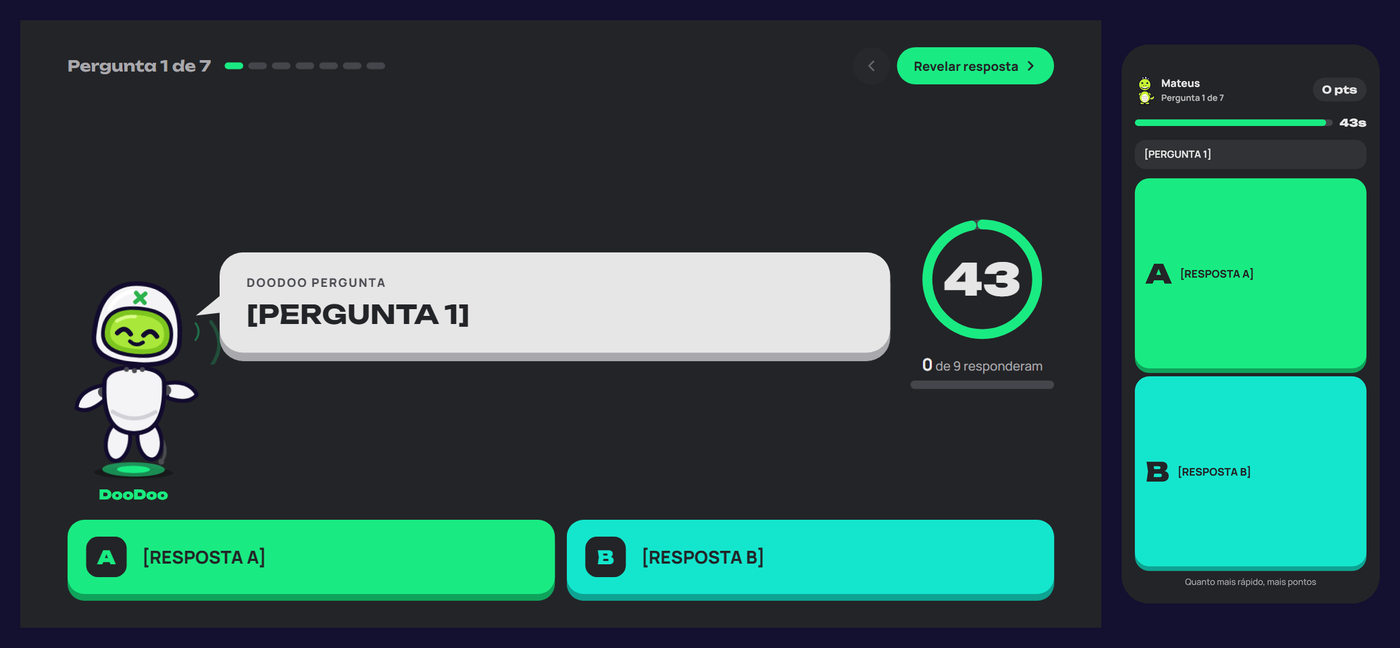 Pergunta 1 de 7
Revelar resposta
DOODOO PERGUNTA
[PERGUNTA 1]
43
0 de 9 responderam
DooDoo
A [RESPOSTA A]
B [RESPOSTA B]
Mateus
Pergunta 1 de 7
0 pts
43s
[PERGUNTA 1]
A [RESPOSTA A]
B [RESPOSTA B]
Quanto mais rápido, mais pontos